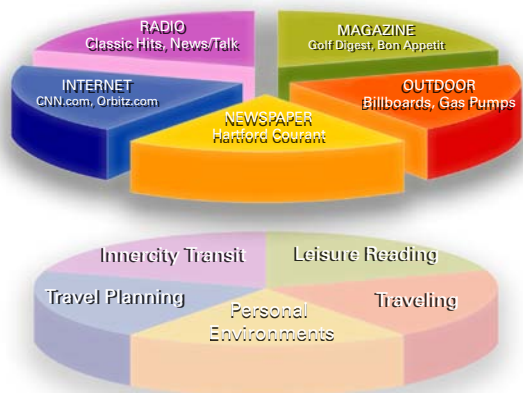 RADIO
Classic Hits, News/Talk
MAGAZINE
Golf Digest, Bon Appetit
INTERNET
CNN.com, Orbitz.com
OUTDOOR
Billboards, Gas Pumps
NEWSPAPER
Hartford Courant
Innercity Transit
Leisure Reading
Travel Planning
Traveling
Personal
Environments